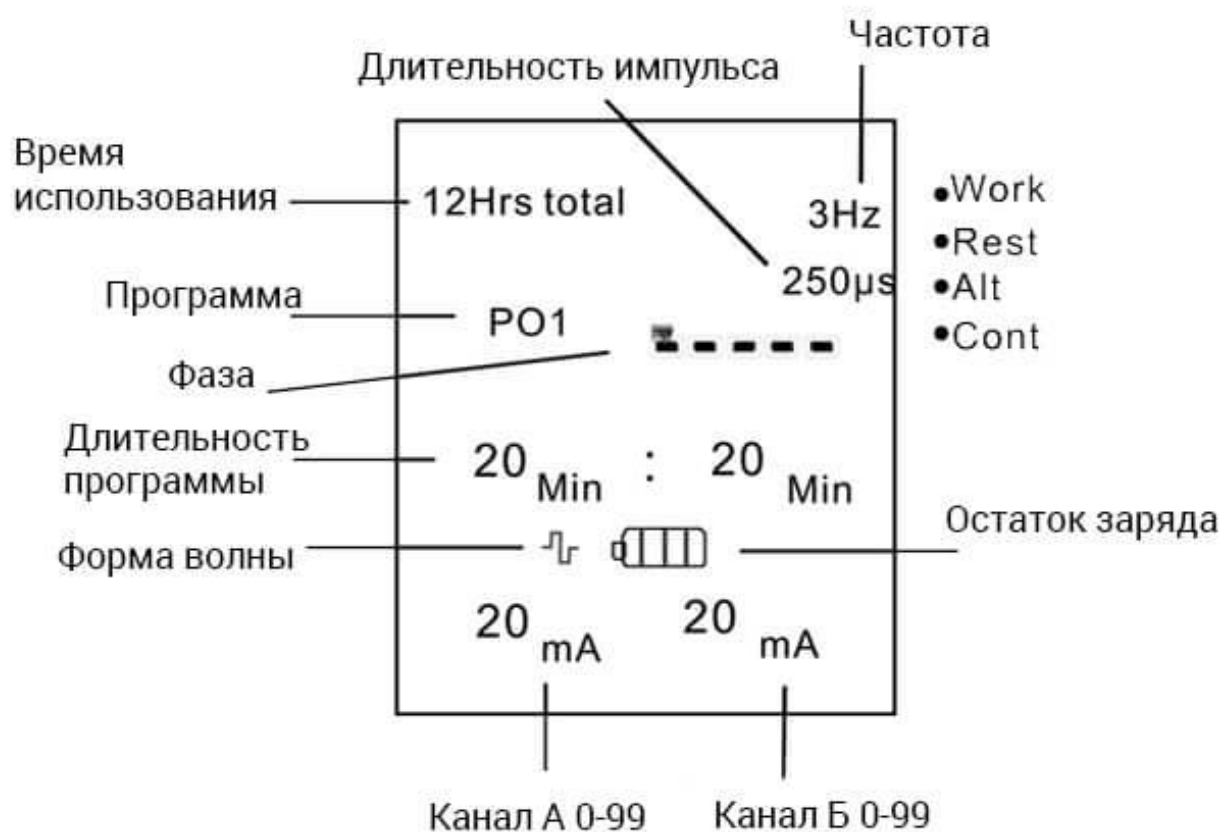 Частота
Длительность импульса
Время
использования
12Hrs total
3Hz
•Work
•Rest
250µs
•Alt
Программа
PO1
•Cont
Фаза
Длительность
программы
20 Min : 20 Min
Остаток заряда
Форма волны
20 mA 20 mA
Канал А 0-99 Канал Б 0-99